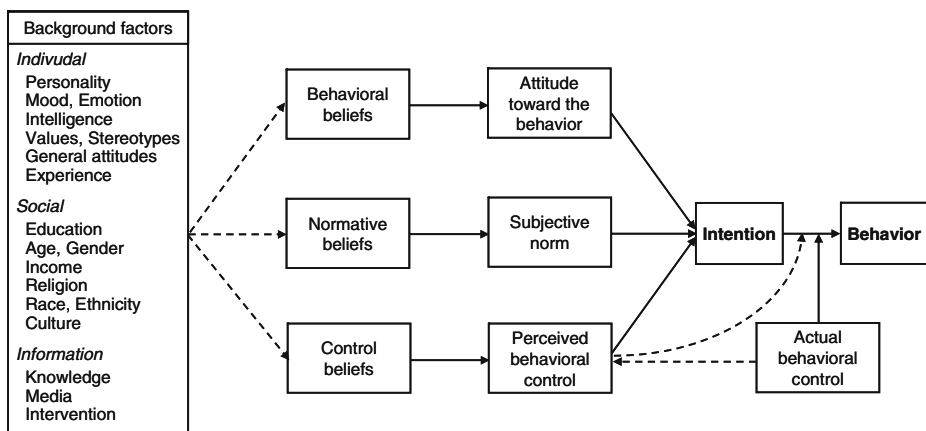 Background factors
Indivudal
Personality
Mood, Emotion
Intelligence
Values, Stereotypes
General attitudes
Experience
Social
Education
Age, Gender
Income
Religion
Race, Ethnicity
Culture
Information
Knowledge
Media
Intervention
Behavioral
beliefs
Attitude
toward the
behavior
Normative
beliefs
Subjective
norm
Intention
Behavior
Control
beliefs
Perceived
behavioral
control
Actual
behavioral
control